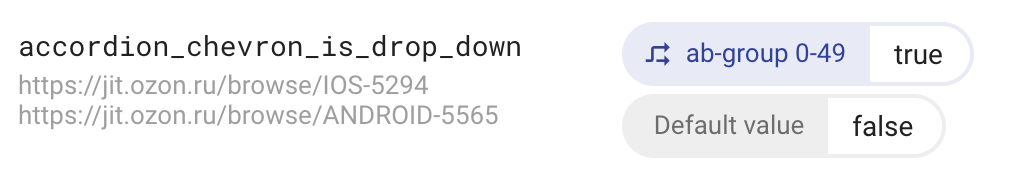 accordion_chevron_is_drop_down
https://jit.ozon.ru/browse/IOS-5294
https://jit.ozon.ru/browse/ANDROID-5565
ab-group 0-49 true
Default value false